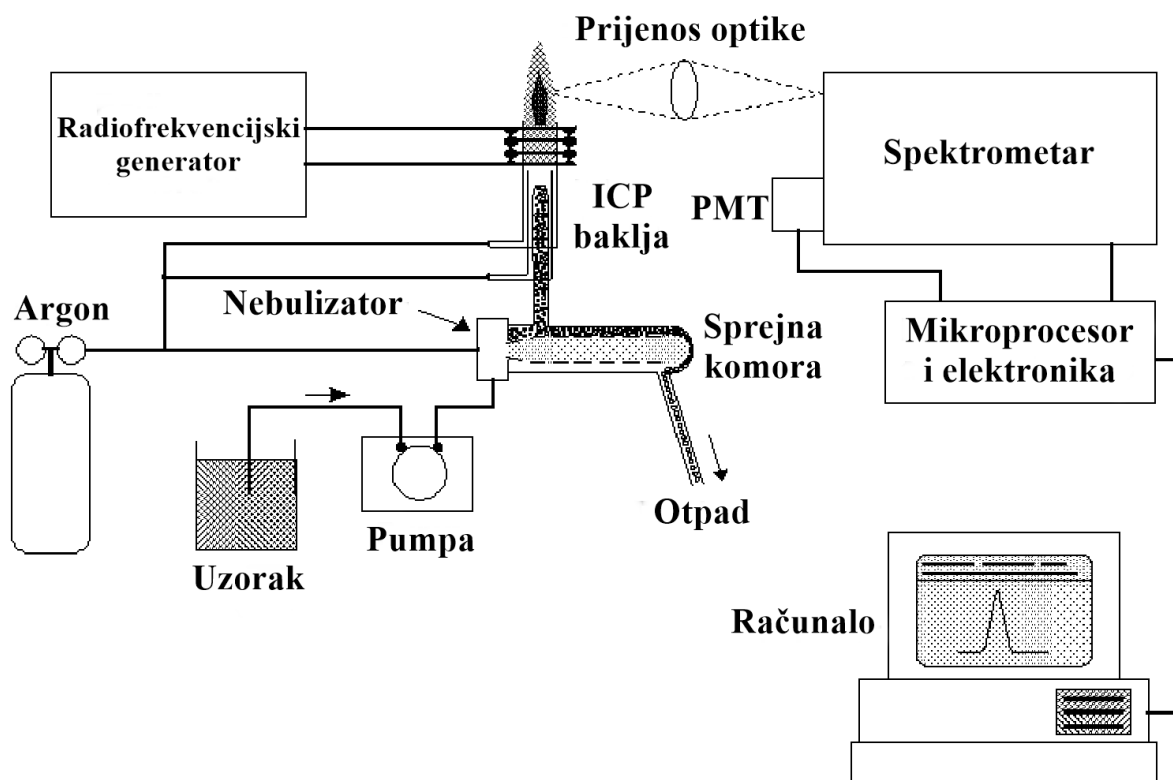 Prijenos optike
Radiofrekvencijski
generator
Spektrometar
PMT
ICP
baklja
Nebulizator
Argon
Sprejna
komora
Mikroprocesor
i elektronika
Pumpa
Otpad
Uzorak
Računalo